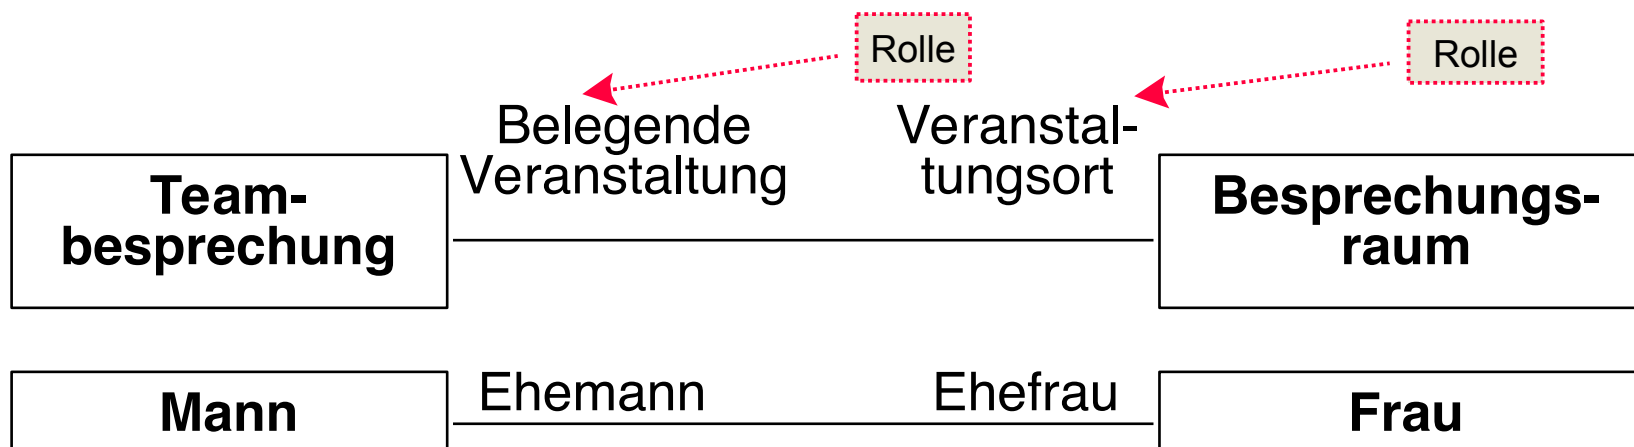 Rolle
Rolle
Belegende
Veranstaltung
Veranstal-
tungsort
Team-
besprechung
Besprechungs-
raum
Mann
Ehemann
Ehefrau
Frau